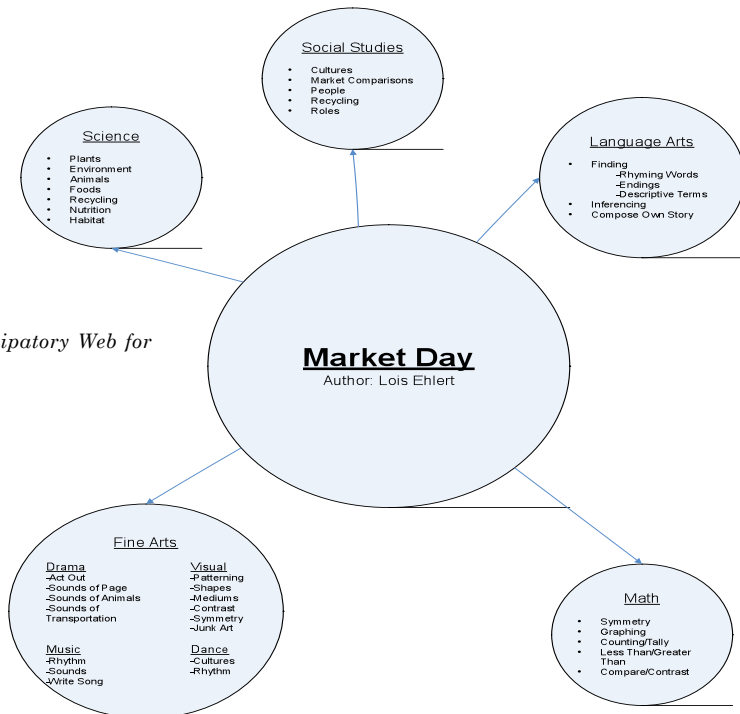 Social Studies
• Cultures
• Market Comparisons
• People
• Recycling
• Roles
Science
• Plants
• Environment
• Animals
• Foods
• Recycling
• Nutrition
• Habitat
Language Arts
• Finding
-Rhyming Words
-Endings
-Descriptive Terms
• Inferencing
• Compose Own Story
ipatory Web for
Market Day
Author: Lois Ehlert
Fine Arts
Drama
-Act Out
-Sounds of Page
-Sounds of Animals
-Sounds of
Transportation
Visual
-Patterning
-Shapes
-Mediums
-Contrast
-Symmetry
-Junk Art
Music
-Rhythm
-Sounds
-Write Song
Dance
-Cultures
-Rhythm
Math
• Symmetry
• Graphing
• Counting/Tally
• Less Than/Greater
Than
• Compare/Contrast